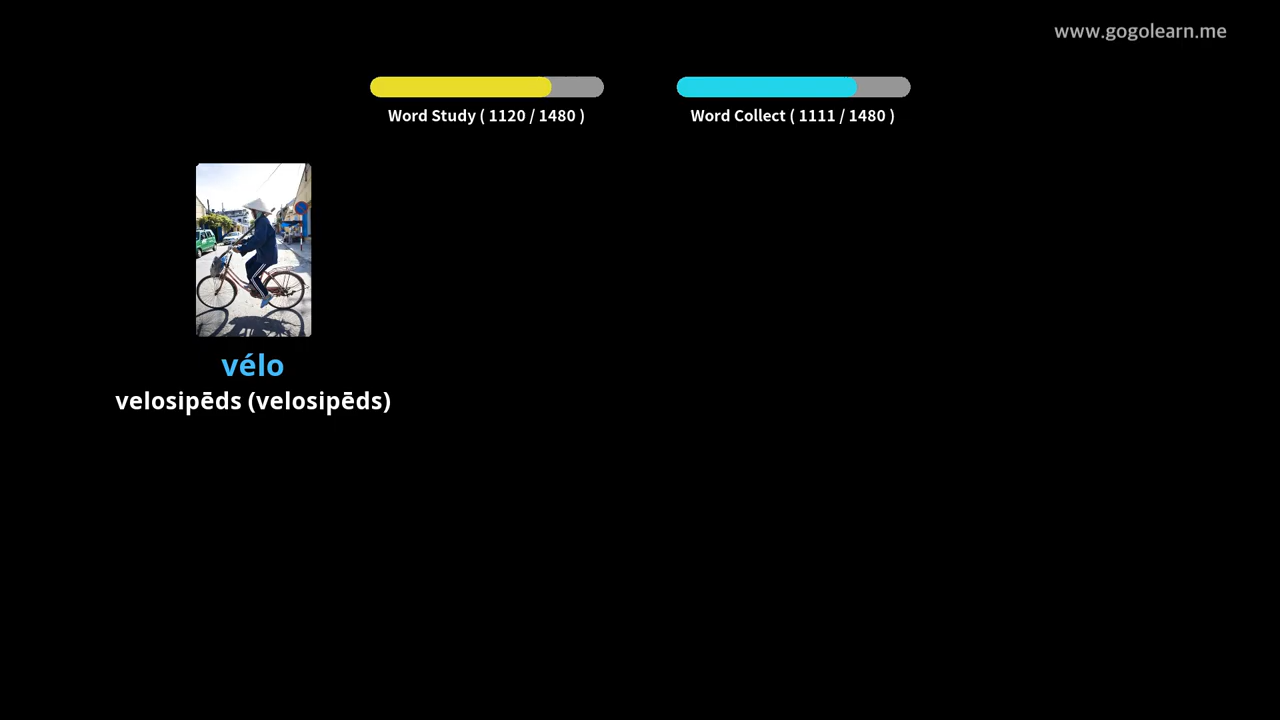 www.gogolearn.me
Word Study ( 1120 / 1480 )
Word Collect ( 1111 / 1480 )
vélo
velosipēds (velosipēds)